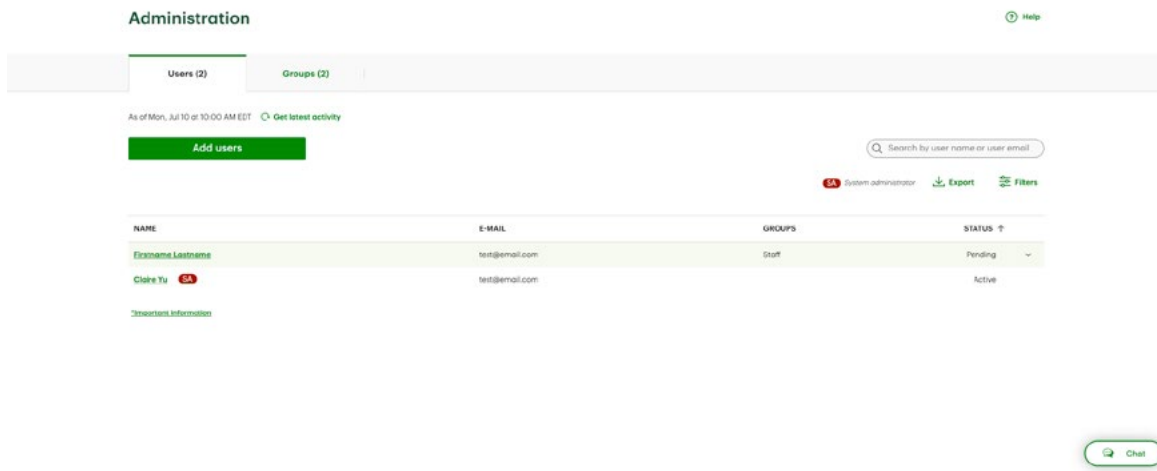 Administration
Help
Users (2) Groups (2)
As of Mon, Jul 10 at 10:00 AM EDT Get latest activity
Add users
Search by user name or user email
SA System administrator Export Filters
NAME E-MAIL GROUPS STATUS
Firstname Lastname test@email.com Staff Pending
Claire Yu SA test@email.com Active
*Important Information
Chat